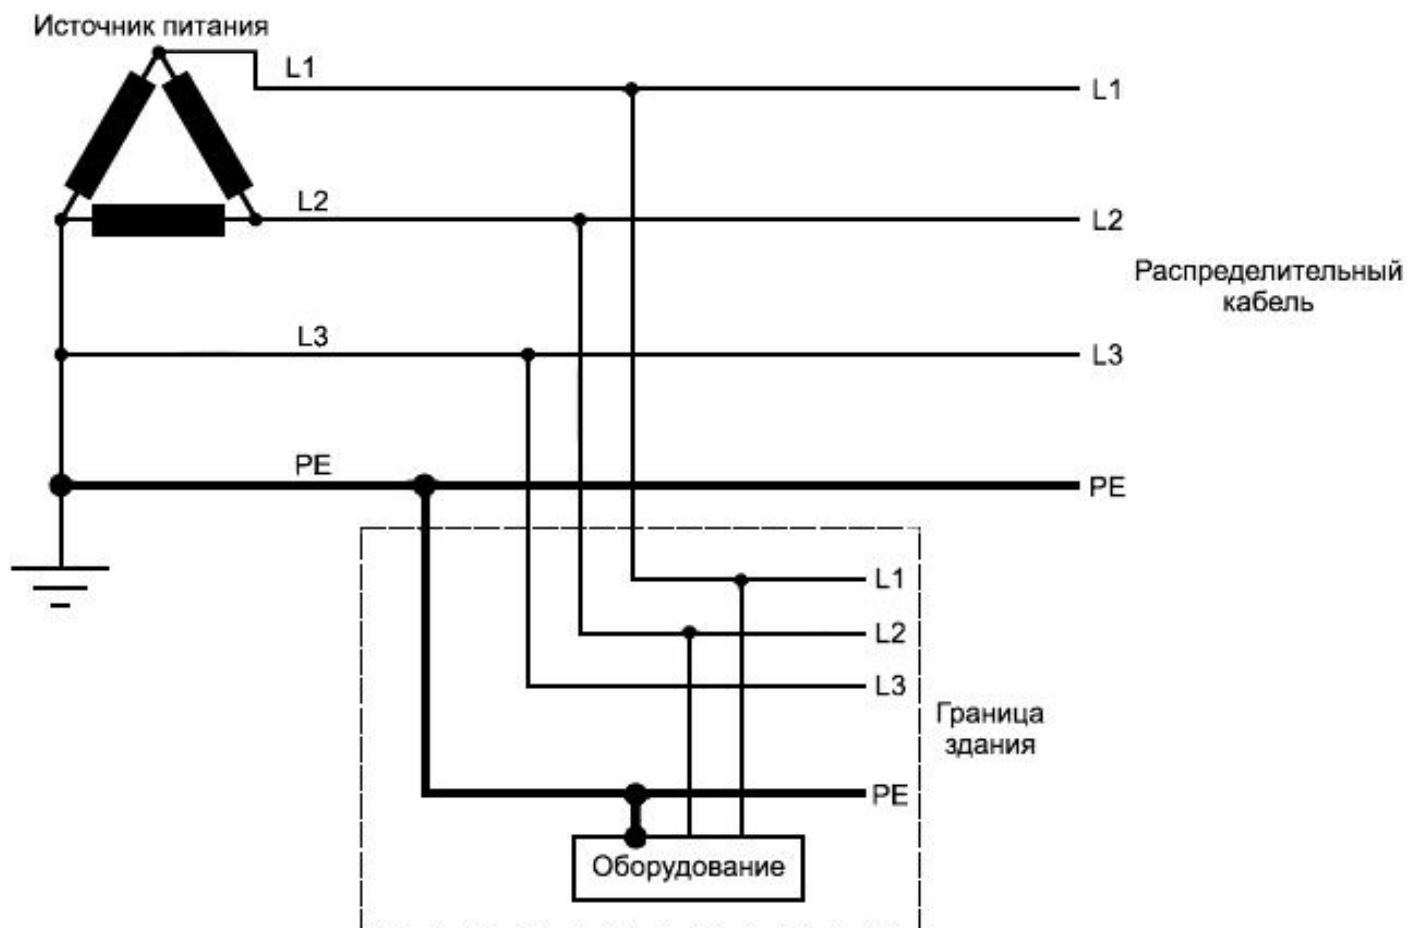 Источник питания
L1
L1
L2
L2
Распределительный
кабель
L3
L3
PE
PE
L1
L2
L3
Граница
здания
PE
Оборудование